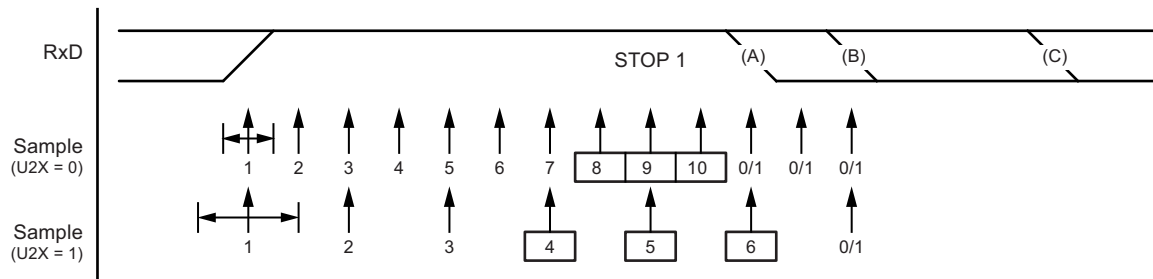 RxD
STOP 1
(A)
(B)
(C)
Sample
(U2X = 0)
1 2 3 4 5 6 7 8 9 10 0/1 0/1 0/1
Sample
(U2X = 1)
1 2 3 4 5 6 0/1